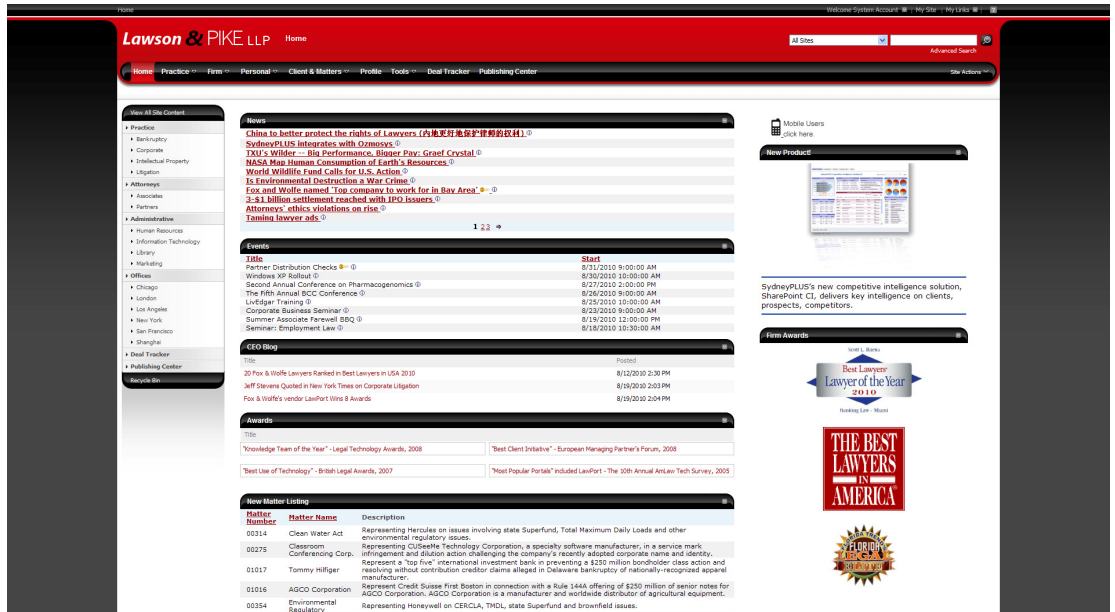 Home
Welcome System Account | My Site | My Links |
Lawson & PIKE LLP
Home
All Sites
Advanced Search
Home Practice Firm Personal Client & Matters Profile Tools Deal Tracker Publishing Center
Site Actions
View All Site Content
Practice
Bankruptcy
Corporate
Intellectual Property
Litigation
Attorneys
Associates
Partners
Administrative
Human Resources
Information Technology
Library
Marketing
Offices
Chicago
London
Los Angeles
New York
San Francisco
Shanghai
Deal Tracker
Publishing Center
Recycle Bin
News
China to better protect the rights of Lawyers (内地更好地保护律师的权利)
SydneyPLUS integrates with Ozmosys
TXU's Wilder -- Big Performance, Bigger Pay: Graef Crystal
NASA Map Human Consumption of Earth's Resources
World Wildlife Fund Calls for U.S. Action
Is Environmental Destruction a War Crime
Fox and Wolfe named 'Top company to work for in Bay Area'
3-$1 billion settlement reached with IPO issuers
Attorneys' ethics violations on rise
Taming lawyer ads
1 2 3
Events
Title Start
Partner Distribution Checks 8/31/2010 9:00:00 AM
Windows XP Rollout 8/30/2010 10:00:00 AM
Second Annual Conference on Pharmacogenomics 8/27/2010 2:00:00 PM
The Fifth Annual BCC Conference 8/26/2010 9:00:00 AM
LivEdgar Training 8/25/2010 10:00:00 AM
Corporate Business Seminar 8/23/2010 9:00:00 AM
Summer Associate Farewell BBQ 8/19/2010 12:00:00 PM
Seminar: Employment Law 8/18/2010 10:30:00 AM
CEO Blog
Title Posted
20 Fox & Wolfe Lawyers Ranked in Best Lawyers in USA 2010 8/12/2010 2:30 PM
Jeff Stevens Quoted in New York Times on Corporate Litigation 8/19/2010 2:03 PM
Fox & Wolfe's vendor LawPort Wins 8 Awards 8/19/2010 2:04 PM
Awards
Title
"Knowledge Team of the Year" - Legal Technology Awards, 2008
"Best Client Initiative" - European Managing Partner's Forum, 2008
"Best Use of Technology" - British Legal Awards, 2007
"Most Popular Portals" included LawPort - The 10th Annual AmLaw Tech Survey, 2005
New Matter Listing
Matter Number Matter Name Description
00314 Clean Water Act Representing Hercules on issues involving state Superfund, Total Maximum Daily Loads and other
environmental regulatory issues.
00275 Classroom Conferencing Corp. Representing CUSeeMe Technology Corporation, a specialty software manufacturer, in a service mark
infringement and dilution action challenging the company's recently adopted corporate name and identity.
01017 Tommy Hilfiger Represent a "top five" international investment bank in preventing a $250 million bondholder class action and
resolving without contribution creditor claims alleged in Delaware bankruptcy of nationally-recognized apparel
manufacturer.
01016 AGCO Corporation Represent Credit Suisse First Boston in connection with a Rule 144A offering of $250 million of senior notes for
AGCO Corporation. AGCO Corporation is a manufacturer and worldwide distributor of agricultural equipment.
00354 Environmental Regulatory Representing Honeywell on CERCLA, TMDL, state Superfund and brownfield issues.
Mobile Users
click here.
New Product!
SydneyPLUS's new competitive intelligence solution,
SharePoint CI, delivers key intelligence on clients,
prospects, competitors.
Firm Awards
Scott L. Baena
Best Lawyers
Lawyer of the Year
2010
Banking Law - Miami
THE BEST
LAWYERS
IN
AMERICA
FLORIDA
LEGAL